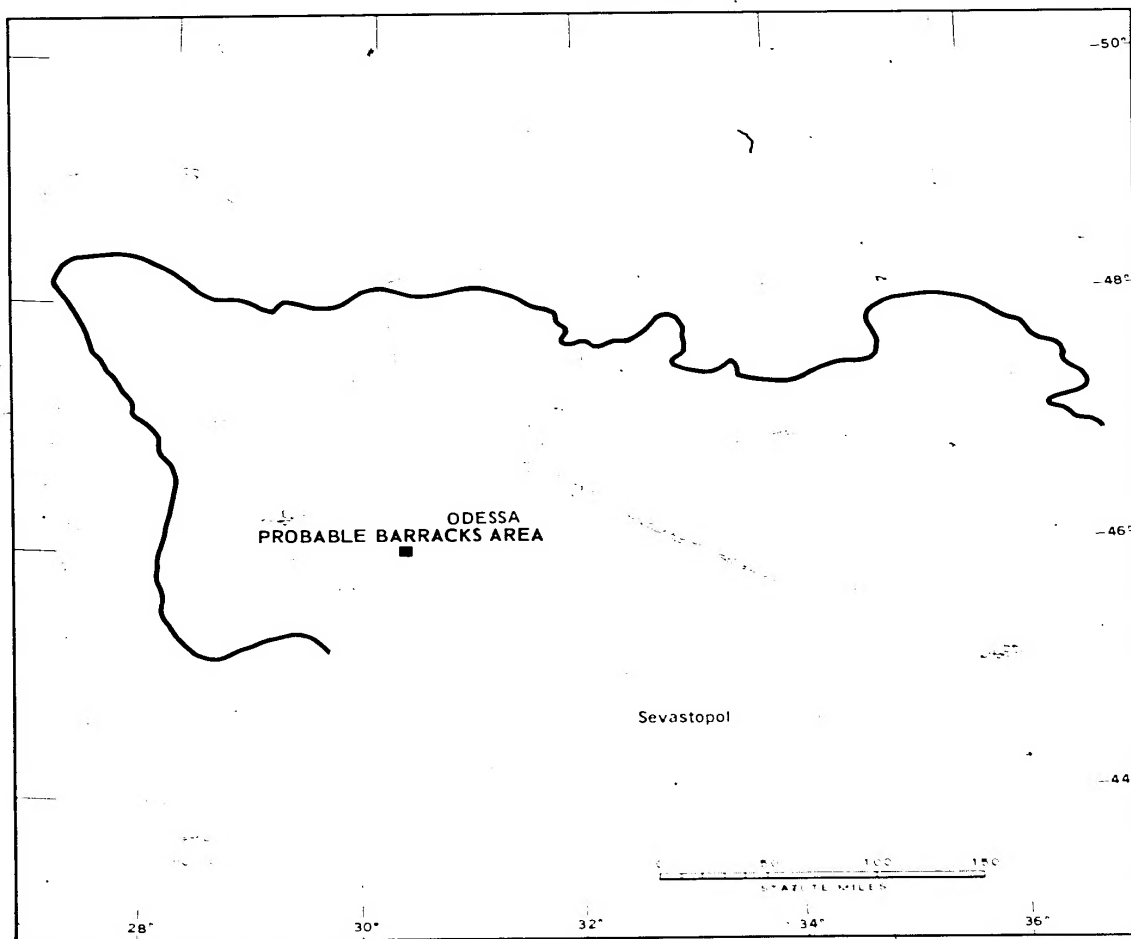 -50°
-48°
ODESSA
PROBABLE BARRACKS AREA
-46°
Sevastopol
-44
0 50 100 150
STATUTE MILES
28° 30° 32° 34° 36°